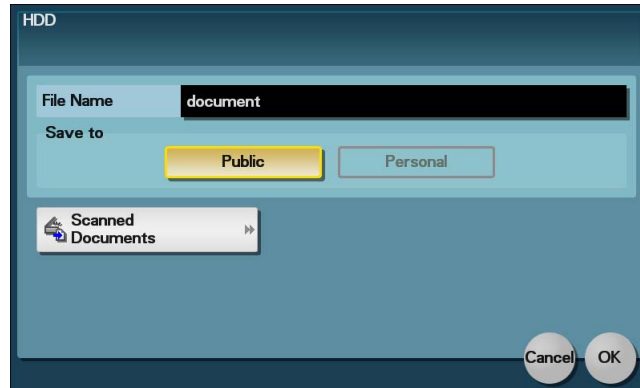 HDD
File Name document
Save to
Public Personal
Scanned
Documents
Cancel OK